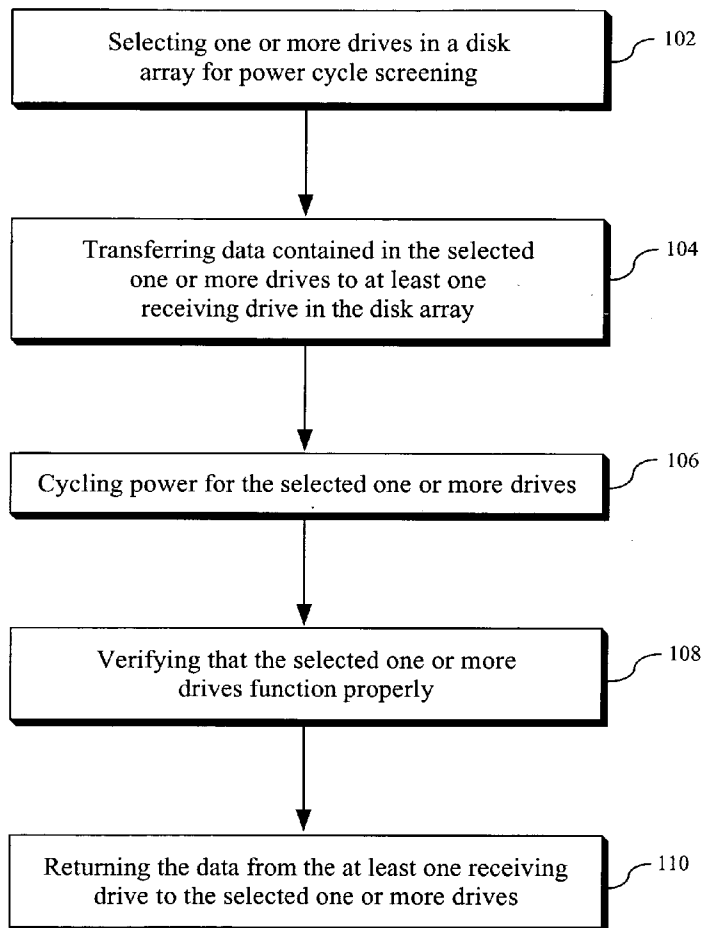 Selecting one or more drives in a disk
array for power cycle screening
102
Transferring data contained in the selected
one or more drives to at least one
receiving drive in the disk array
104
Cycling power for the selected one or more drives
106
Verifying that the selected one or more
drives function properly
108
Returning the data from the at least one receiving
drive to the selected one or more drives
110